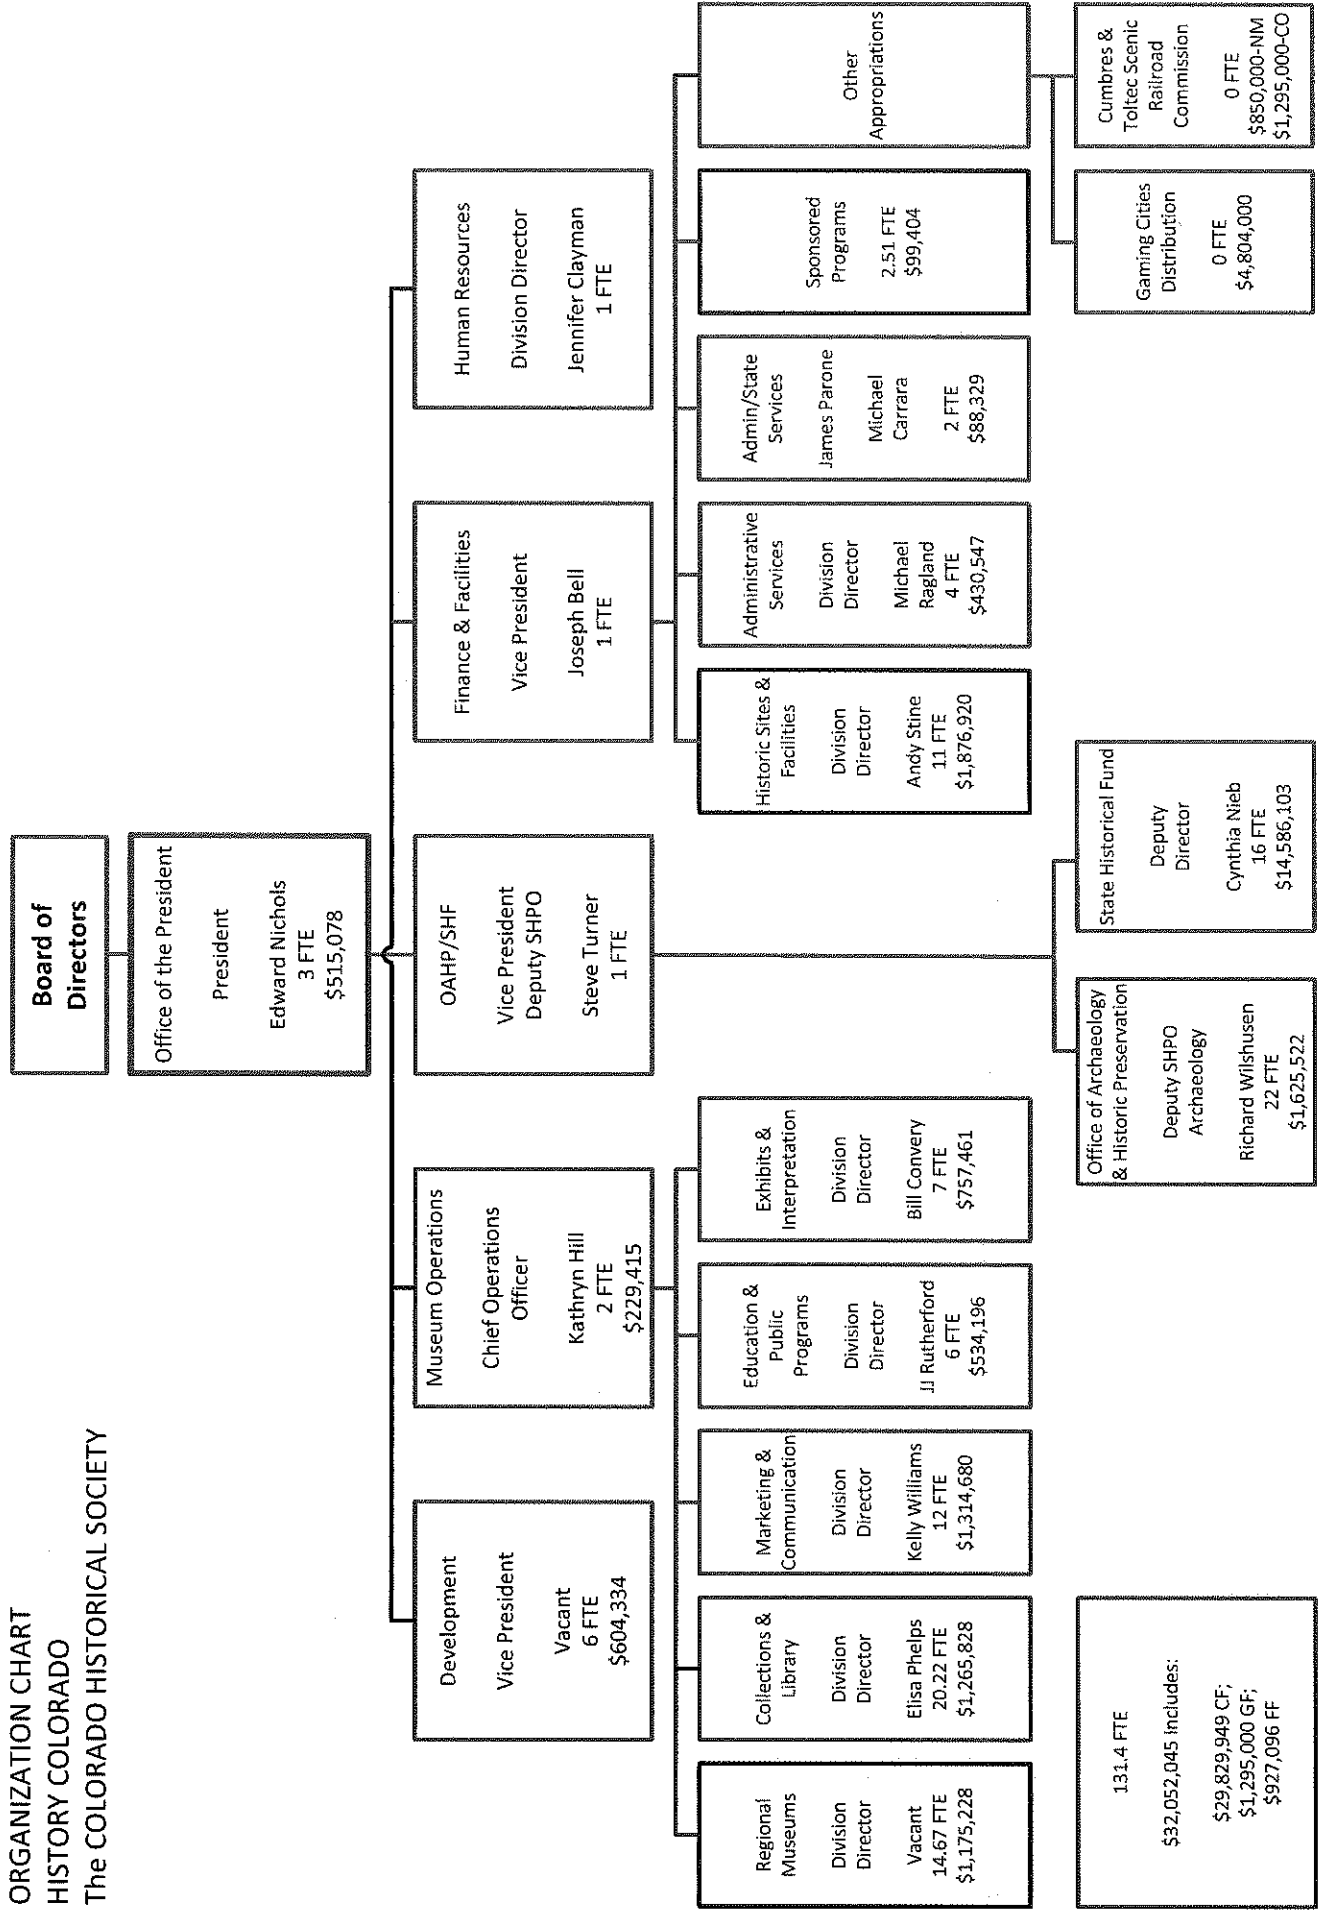 ORGANIZATION CHART
HISTORY COLORADO
The COLORADO HISTORICAL SOCIETY
Board of
Directors
Office of the President
President
Edward Nichols
3 FTE
$515,078
Development
Vice President
Vacant
6 FTE
$604,334
Museum Operations
Chief Operations
Officer
Kathryn Hill
2 FTE
$229,415
OAHP/SHF
Vice President
Deputy SHPO
Steve Turner
1 FTE
Finance & Facilities
Vice President
Joseph Bell
1 FTE
Human Resources
Division Director
Jennifer Clayman
1 FTE
Regional
Museums
Division
Director
Vacant
14.67 FTE
$1,175,228
Collections &
Library
Division
Director
Elisa Phelps
20.22 FTE
$1,265,828
Marketing &
Communication
Division
Director
Kelly Williams
12 FTE
$1,314,680
Education &
Public
Programs
Division
Director
JJ Rutherford
6 FTE
$534,196
Exhibits &
Interpretation
Division
Director
Bill Convery
7 FTE
$757,461
Historic Sites &
Facilities
Division
Director
Andy Stine
11 FTE
$1,876,920
Administrative
Services
Division
Director
Michael
Ragland
4 FTE
$430,547
Admin/State
Services
James Parone
Michael
Carrara
2 FTE
$88,329
Sponsored
Programs
2.51 FTE
$99,404
Other
Appropriations
131.4 FTE
$32,052,045 Includes:
$29,829,949 CF;
$1,295,000 GF;
$927,096 FF
Office of Archaeology
& Historic Preservation
Deputy SHPO
Archaeology
Richard Wilshusen
22 FTE
$1,625,522
State Historical Fund
Deputy
Director
Cynthia Nieb
16 FTE
$14,586,103
Gaming Cities
Distribution
0 FTE
$4,804,000
Cumbres &
Toltec Scenic
Railroad
Commission
0 FTE
$850,000-NM
$1,295,000-CO